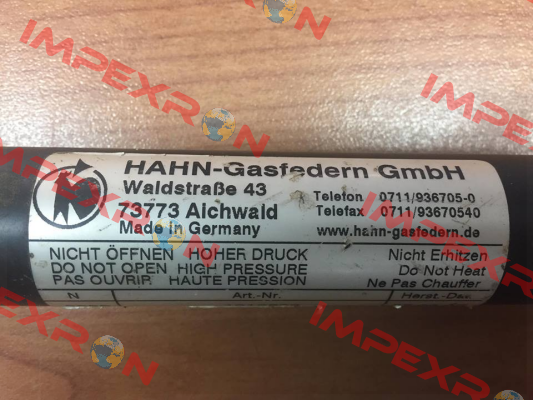 HAHN-Gasfedern GmbH
Waldstraße 43 Telefon 0711/936705-0
73773 Aichwald Telefax 0711/93670540
Made in Germany www.hahn-gasfedern.de
NICHT ÖFFNEN HOHER DRUCK Nicht Erhitzen
DO NOT OPEN HIGH PRESSURE Do Not Heat
PAS OUVRIR HAUTE PRESSION Ne Pas Chauffer
N Art.-Nr. Herst.-Dat.
IMPEXRON
IMPEXRON
IMPEXRON
IMPEXRON